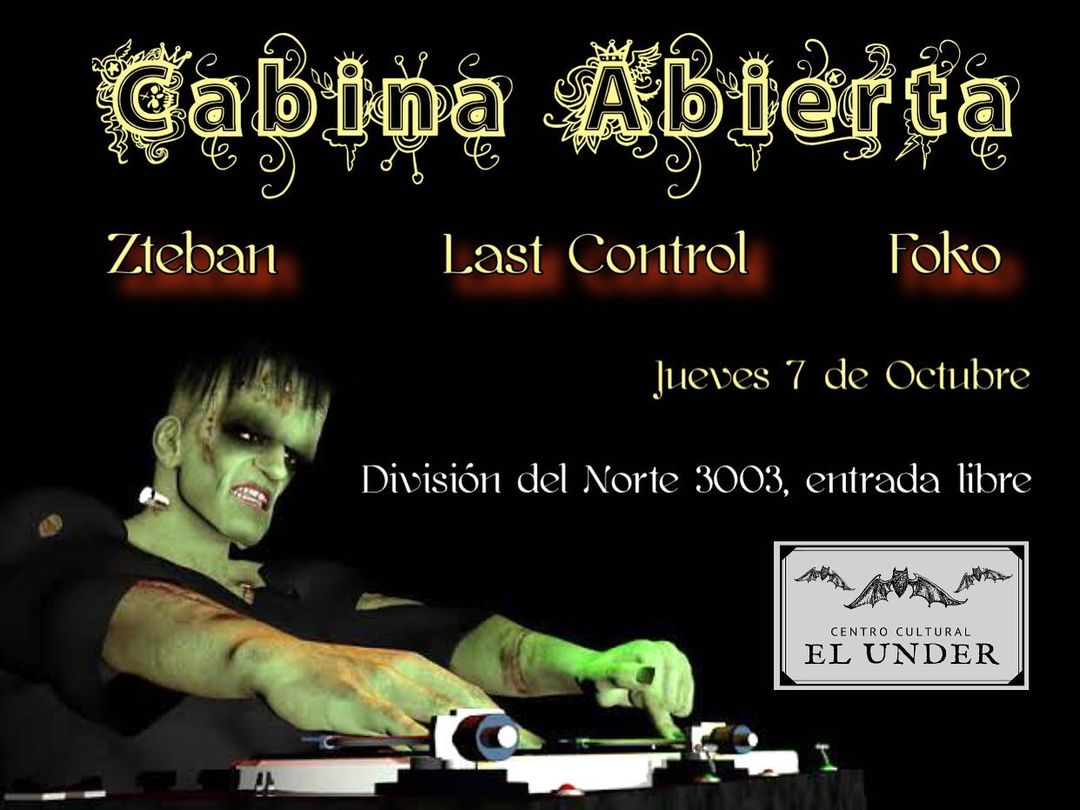 Cabina Abierta
Zteban Last Control Foko
Jueves 7 de Octubre
División del Norte 3003, entrada libre
CENTRO CULTURAL
EL UNDER